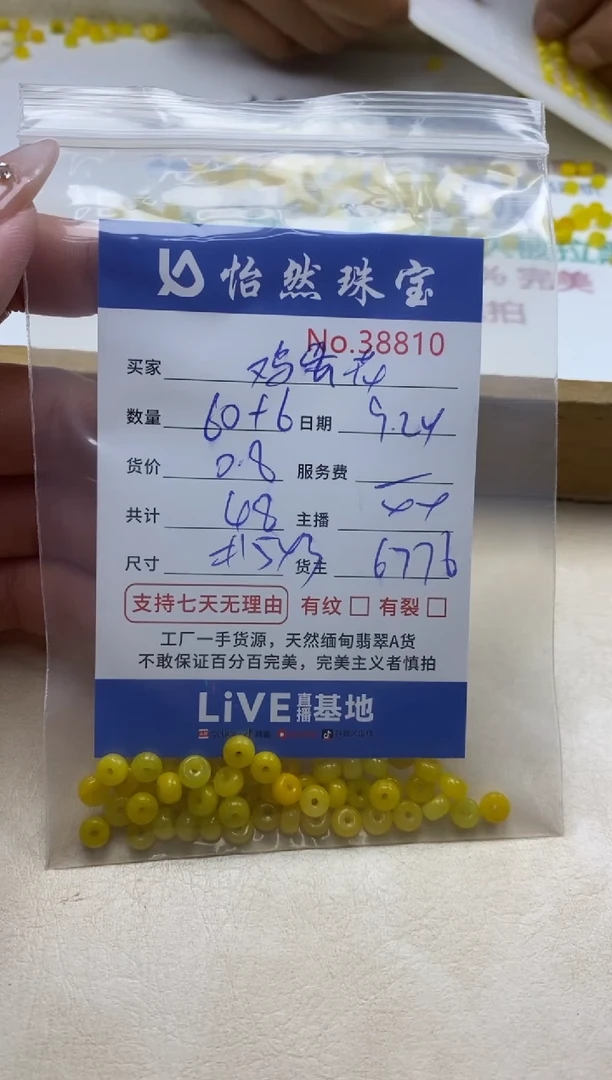 怡然珠宝
No.38810
买家
数量 60+6 日期 9.24
货价 0.8 服务费
共计 48 主播
尺寸 货主 6776
支持七天无理由 有纹 □ 有裂 □
工厂一手货源，天然缅甸翡翠A货
不敢保证百分百完美，完美主义者慎拍
LiVE直播基地
% 完美
拍